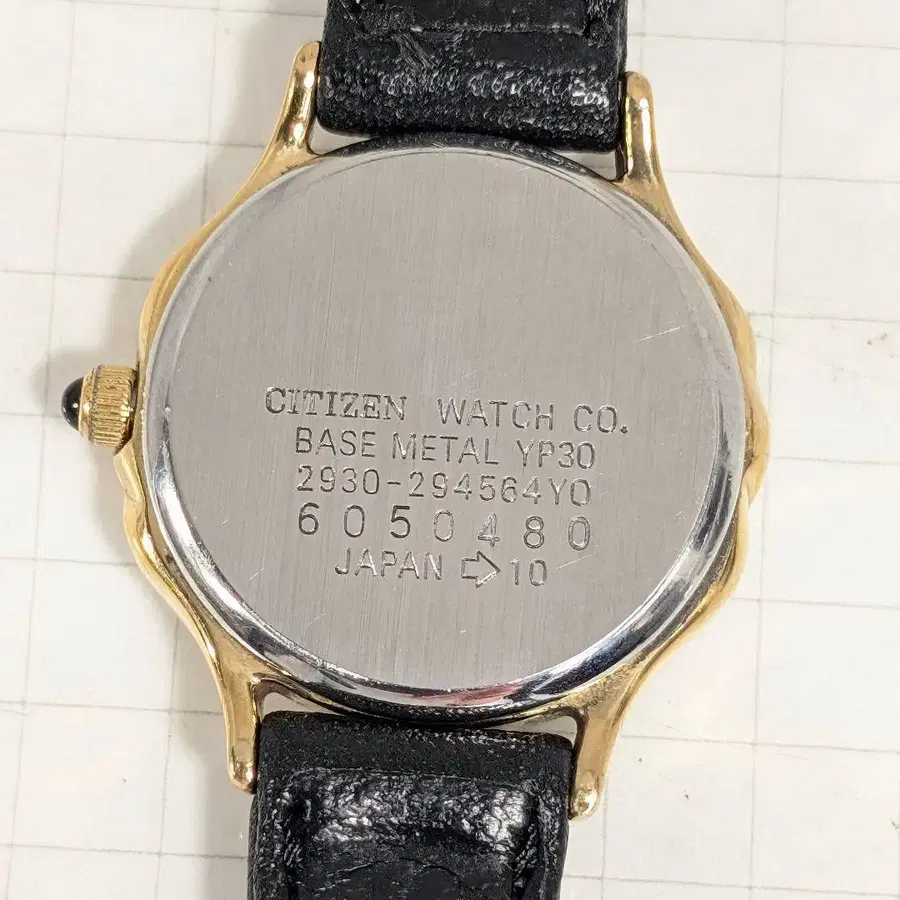 CITIZEN WATCH CO.
BASE METAL YP30
2930-294564YO
6050480
JAPAN ⇨10